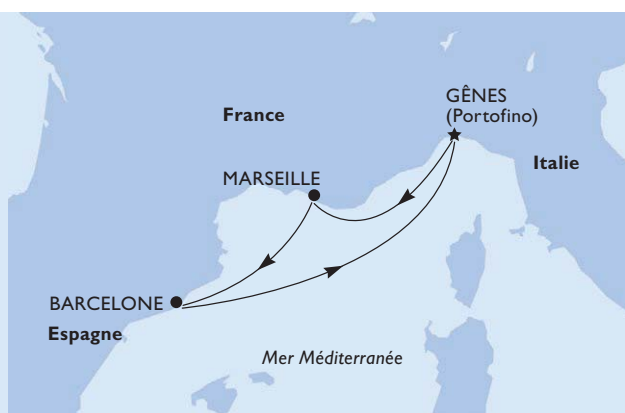 GÊNES
(Portofino)
France
Italie
MARSEILLE
BARCELONE
Espagne
Mer Méditerranée